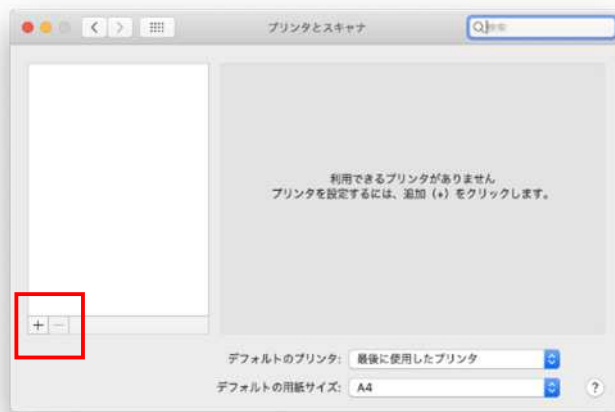 プリンタとスキャナ
検索
利用できるプリンタがありません
プリンタを設定するには、追加（+）をクリックします。
+ −
デフォルトのプリンタ: 最後に使用したプリンタ
デフォルトの用紙サイズ: A4
?